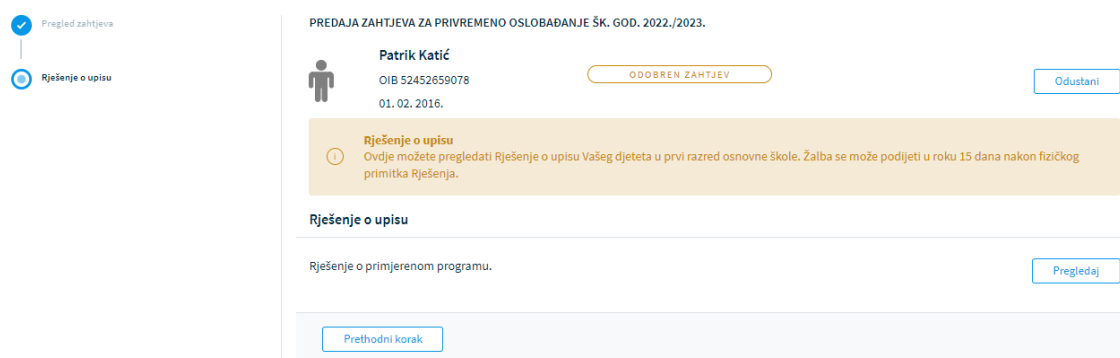 Pregled zahtjeva
Rješenje o upisu
PREDAJA ZAHTJEVA ZA PRIVREMENO OSLOBAĐANJE ŠK. GOD. 2022./2023.
Patrik Katić
OIB 52452659078
01. 02. 2016.
ODOBREN ZAHTJEV
Odustani
Rješenje o upisu
Ovdje možete pregledati Rješenje o upisu Vašeg djeteta u prvi razred osnovne škole. Žalba se može podijeti u roku 15 dana nakon fizičkog
primitka Rješenja.
Rješenje o upisu
Rješenje o primjerenom programu.
Pregledaj
Prethodni korak